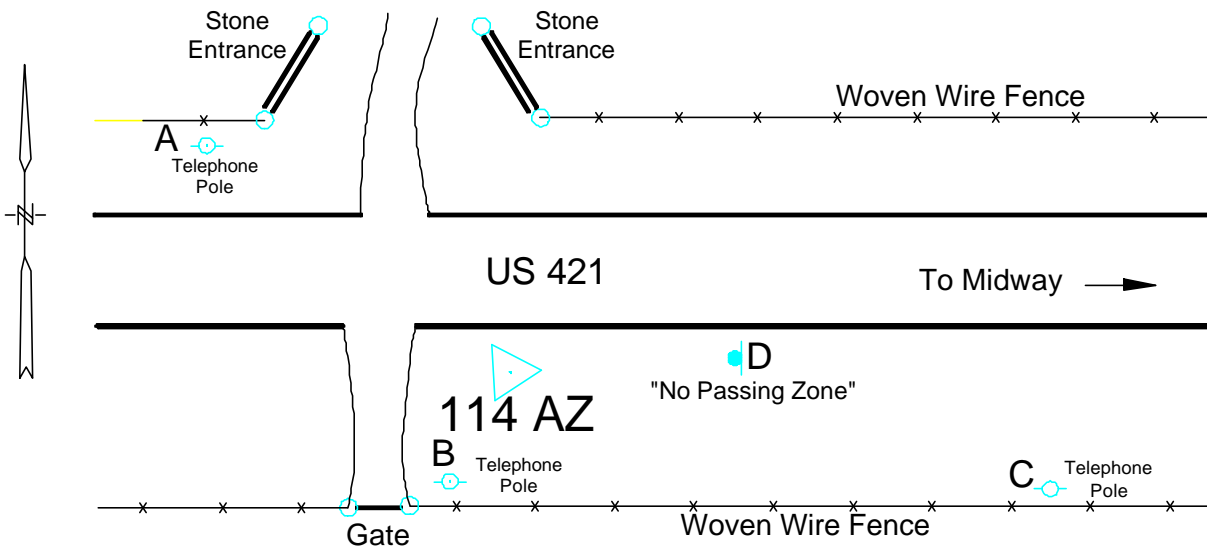 Stone
Entrance
Stone
Entrance
Woven Wire Fence
A
Telephone
Pole
N
US 421
To Midway
D
"No Passing Zone"
114 AZ
B
Telephone
Pole
C
Telephone
Pole
Woven Wire Fence
Gate